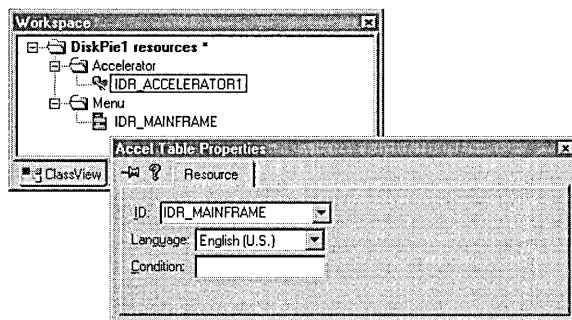 Workspace
DiskPie1 resources *
Accelerator
IDR_ACCELERATOR1
Menu
IDR_MAINFRAME
ClassView
Accel Table Properties
Resource
ID: IDR_MAINFRAME
Language: English (U.S.)
Condition: